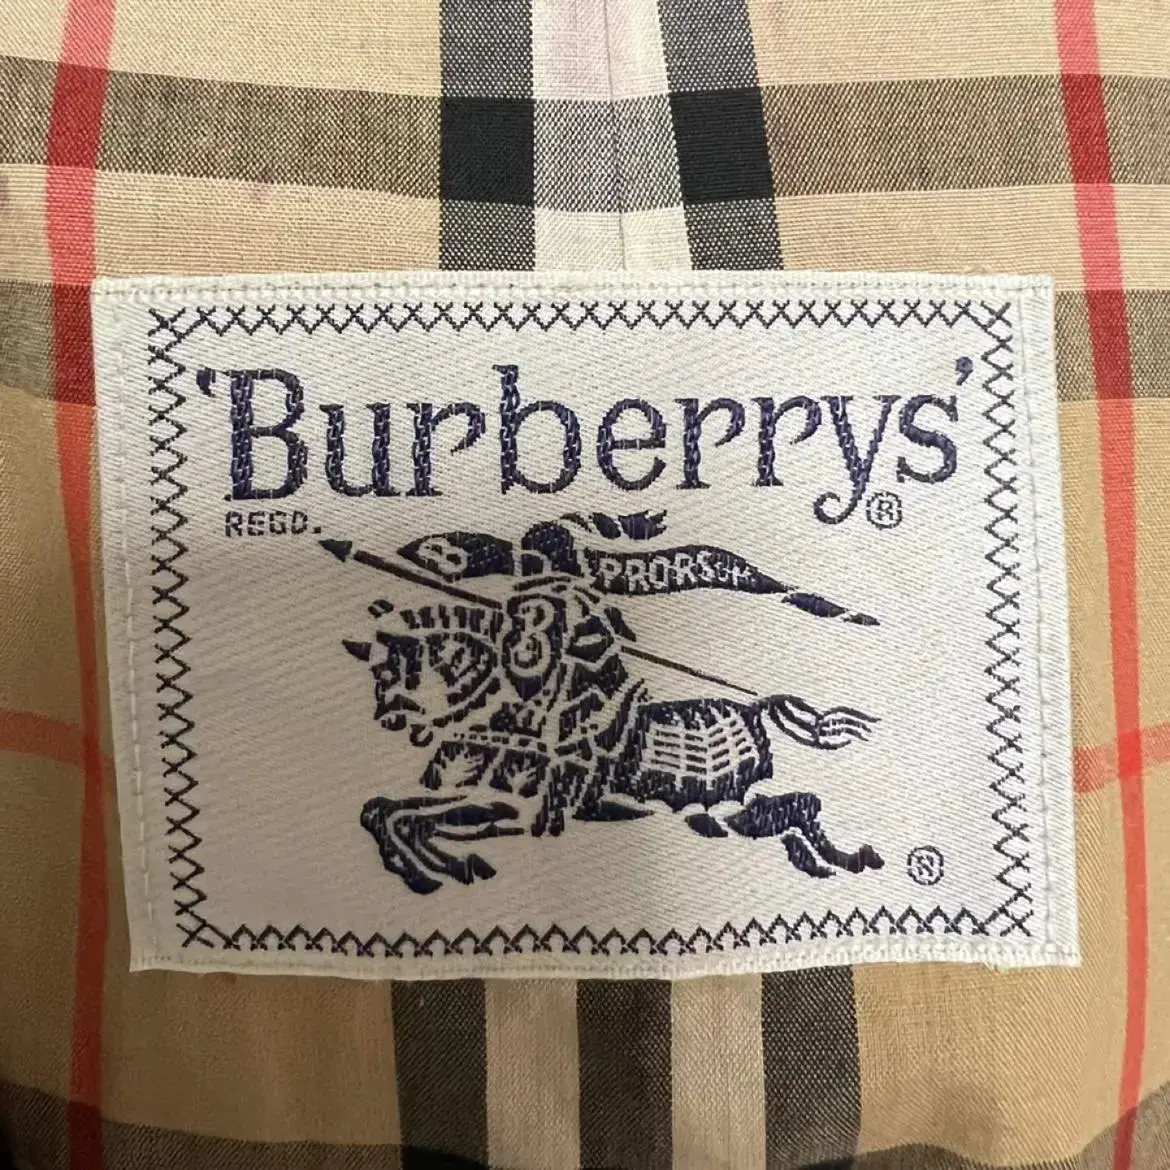 'Burberrys'®
REGD.
B PRORSUM
B
®